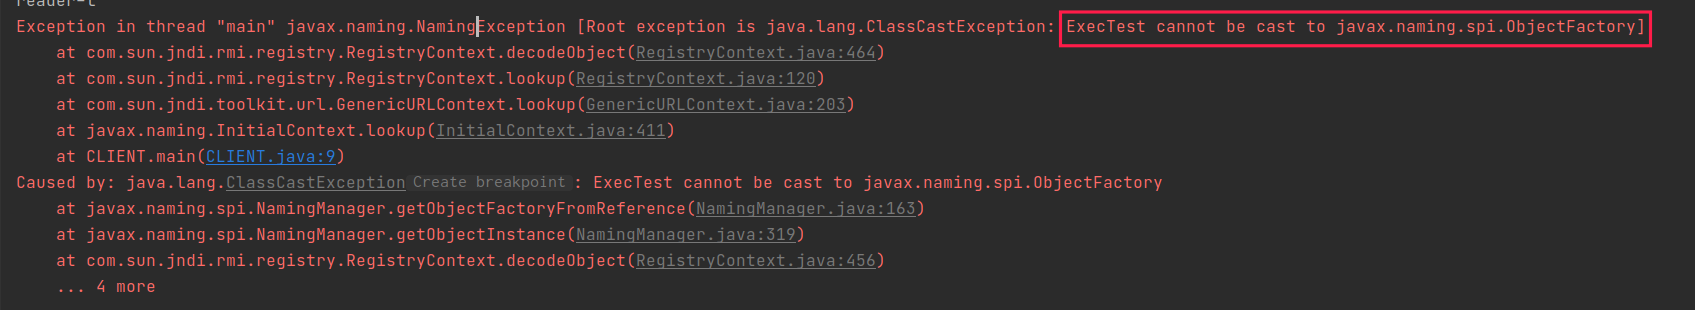 reader-t
Exception in thread "main" javax.naming.NamingException [Root exception is java.lang.ClassCastException: ExecTest cannot be cast to javax.naming.spi.ObjectFactory]
at com.sun.jndi.rmi.registry.RegistryContext.decodeObject(RegistryContext.java:464)
at com.sun.jndi.rmi.registry.RegistryContext.lookup(RegistryContext.java:120)
at com.sun.jndi.toolkit.url.GenericURLContext.lookup(GenericURLContext.java:203)
at javax.naming.InitialContext.lookup(InitialContext.java:411)
at CLIENT.main(CLIENT.java:9)
Caused by: java.lang.ClassCastException Create breakpoint : ExecTest cannot be cast to javax.naming.spi.ObjectFactory
at javax.naming.spi.NamingManager.getObjectFactoryFromReference(NamingManager.java:163)
at javax.naming.spi.NamingManager.getObjectInstance(NamingManager.java:319)
at com.sun.jndi.rmi.registry.RegistryContext.decodeObject(RegistryContext.java:456)
... 4 more